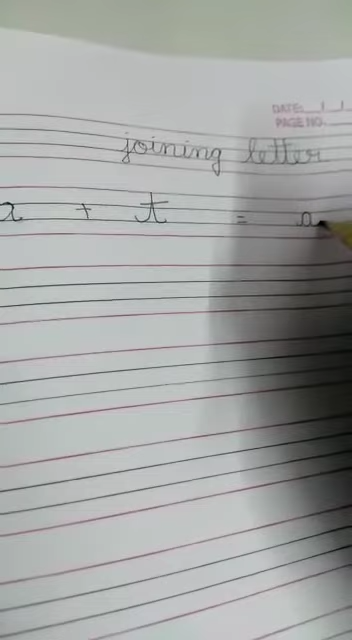 DATE: / /
PAGE NO.
joining letter
a + t = a